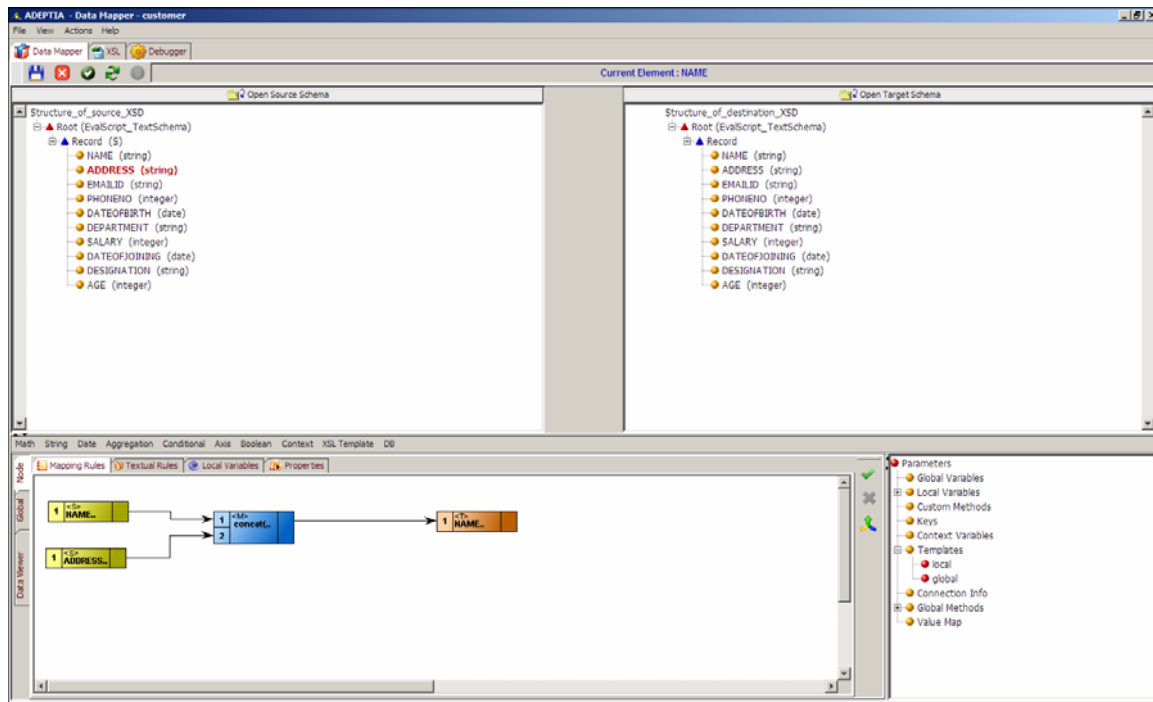 ADEPTIA - Data Mapper - customer
File View Actions Help
Data Mapper XSL Debugger
Current Element : NAME
Open Source Schema
Open Target Schema
Structure_of_source_XSD
Root (EvalScript_TextSchema)
Record (S)
NAME (string)
ADDRESS (string)
EMAILID (string)
PHONENO (integer)
DATEOFBIRTH (date)
DEPARTMENT (string)
SALARY (integer)
DATEOFJOINING (date)
DESIGNATION (string)
AGE (integer)
Structure_of_destination_XSD
Root (EvalScript_TextSchema)
Record
NAME (string)
ADDRESS (string)
EMAILID (string)
PHONENO (integer)
DATEOFBIRTH (date)
DEPARTMENT (string)
SALARY (integer)
DATEOFJOINING (date)
DESIGNATION (string)
AGE (integer)
Math String Date Aggregation Conditional Axis Boolean Context XSL Template DB
Node
Global
Data Viewer
Mapping Rules Textual Rules Local Variables Properties
1 <S> NAME..
1 <S> ADDRESS..
1 <M> concat(..
2
1 <T> NAME..
Parameters
Global Variables
Local Variables
Custom Methods
Keys
Context Variables
Templates
local
global
Connection Info
Global Methods
Value Map